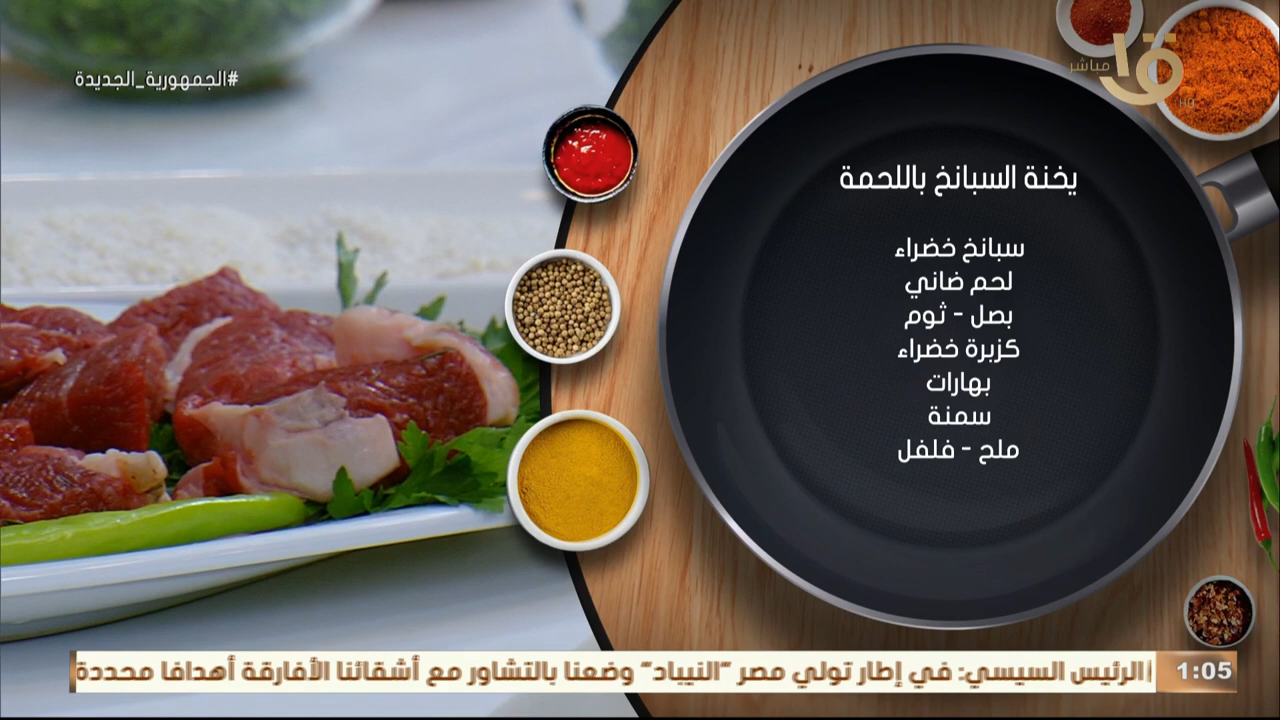 #الجمهورية_الجديدة
مباشر
HD
يخنة السبانخ باللحمة
سبانخ خضراء
لحم ضاني
بصل - ثوم
كزبرة خضراء
بهارات
سمنة
ملح - فلفل
الرئيس السيسي: في إطار تولي مصر "النيباد" وضعنا بالتشاور مع أشقائنا الأفارقة أهدافا محددة
1:05